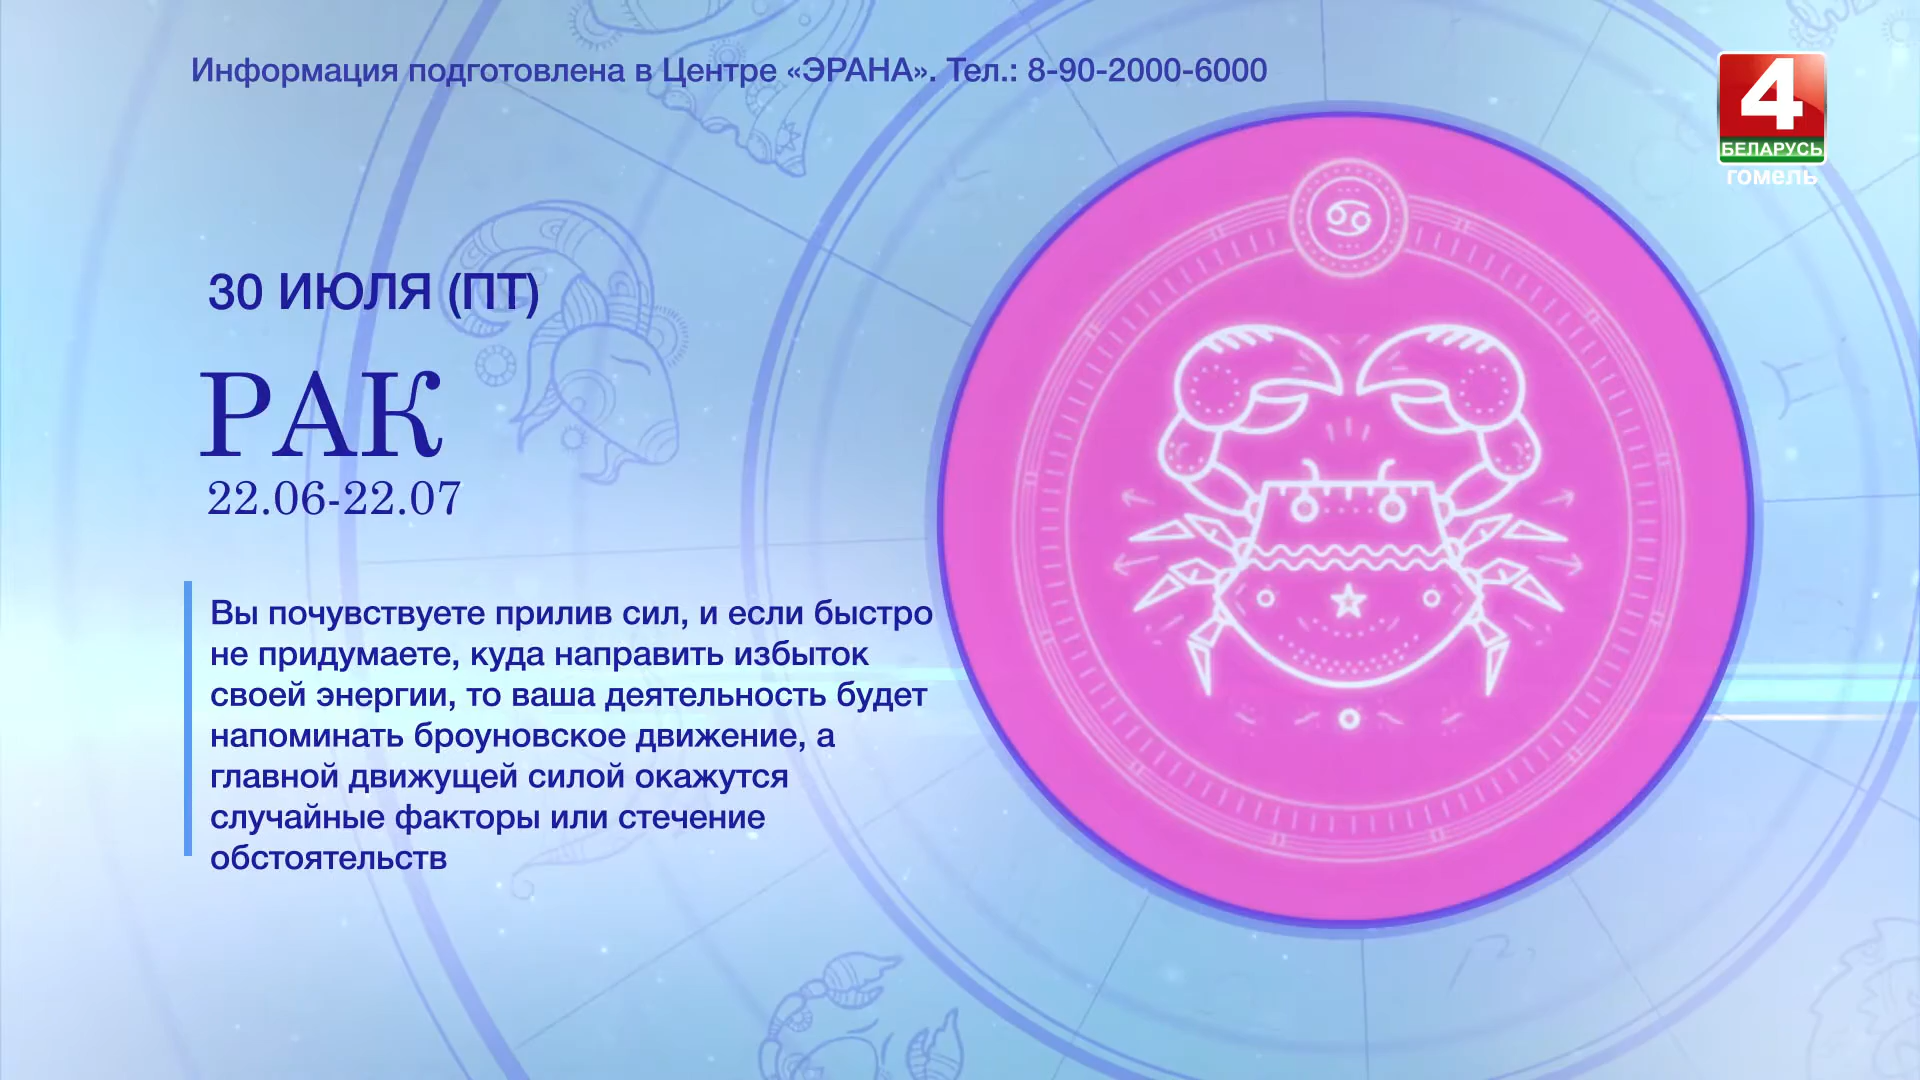 Информация подготовлена в Центре «ЭРАНА». Тел.: 8-90-2000-6000
4
БЕЛАРУСЬ
гомель
30 ИЮЛЯ (ПТ)
РАК
22.06-22.07
Вы почувствуете прилив сил, и если быстро
не придумаете, куда направить избыток
своей энергии, то ваша деятельность будет
напоминать броуновское движение, а
главной движущей силой окажутся
случайные факторы или стечение
обстоятельств